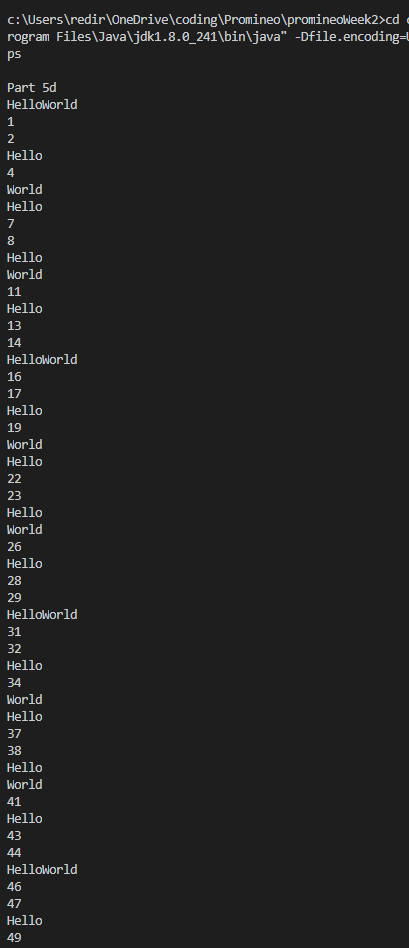 c:\Users\redir\OneDrive\coding\Promineo\promineoWeek2>cd
rogram Files\Java\jdk1.8.0_241\bin\java" -Dfile.encoding=
ps
Part 5d
HelloWorld
1
2
Hello
4
World
Hello
7
8
Hello
World
11
Hello
13
14
HelloWorld
16
17
Hello
19
World
Hello
22
23
Hello
World
26
Hello
28
29
HelloWorld
31
32
Hello
34
World
Hello
37
38
Hello
World
41
Hello
43
44
HelloWorld
46
47
Hello
49